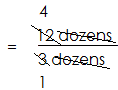 4
= 12 dozens
3 dozens
1